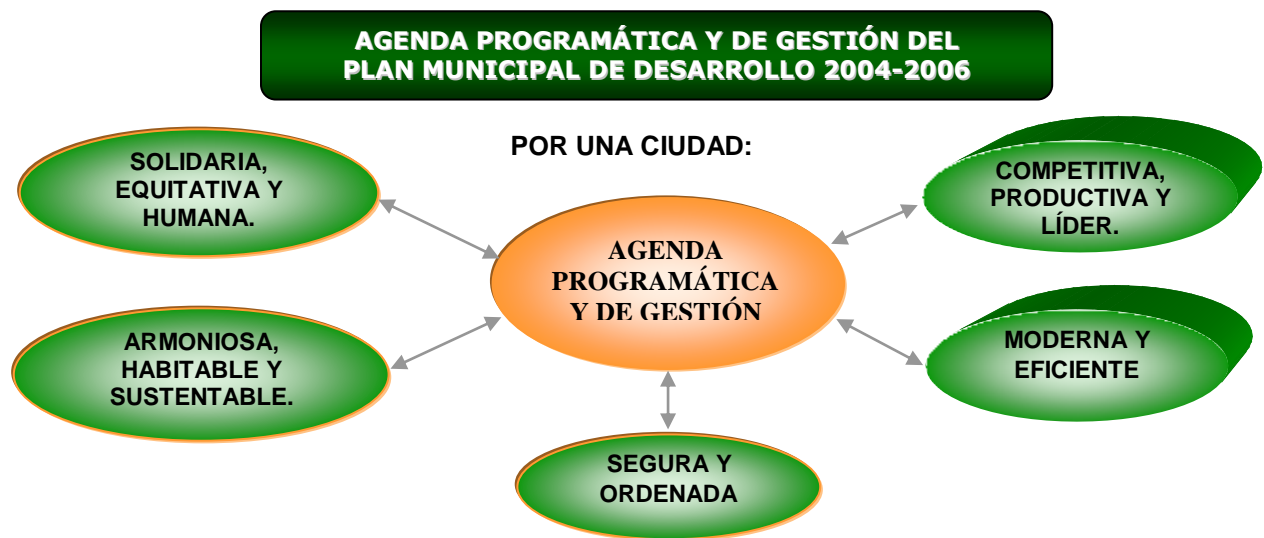 AGENDA PROGRAMÁTICA Y DE GESTIÓN DEL
PLAN MUNICIPAL DE DESARROLLO 2004-2006
POR UNA CIUDAD:
SOLIDARIA,
EQUITATIVA Y
HUMANA.
COMPETITIVA,
PRODUCTIVA Y
LÍDER.
AGENDA
PROGRAMÁTICA
Y DE GESTIÓN
ARMONIOSA,
HABITABLE Y
SUSTENTABLE.
MODERNA Y
EFICIENTE
SEGURA Y
ORDENADA